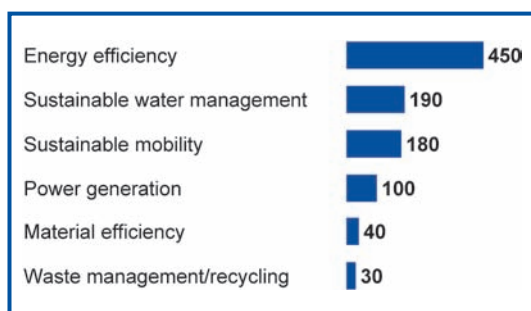 Energy efficiency 450
Sustainable water management 190
Sustainable mobility 180
Power generation 100
Material efficiency 40
Waste management/recycling 30